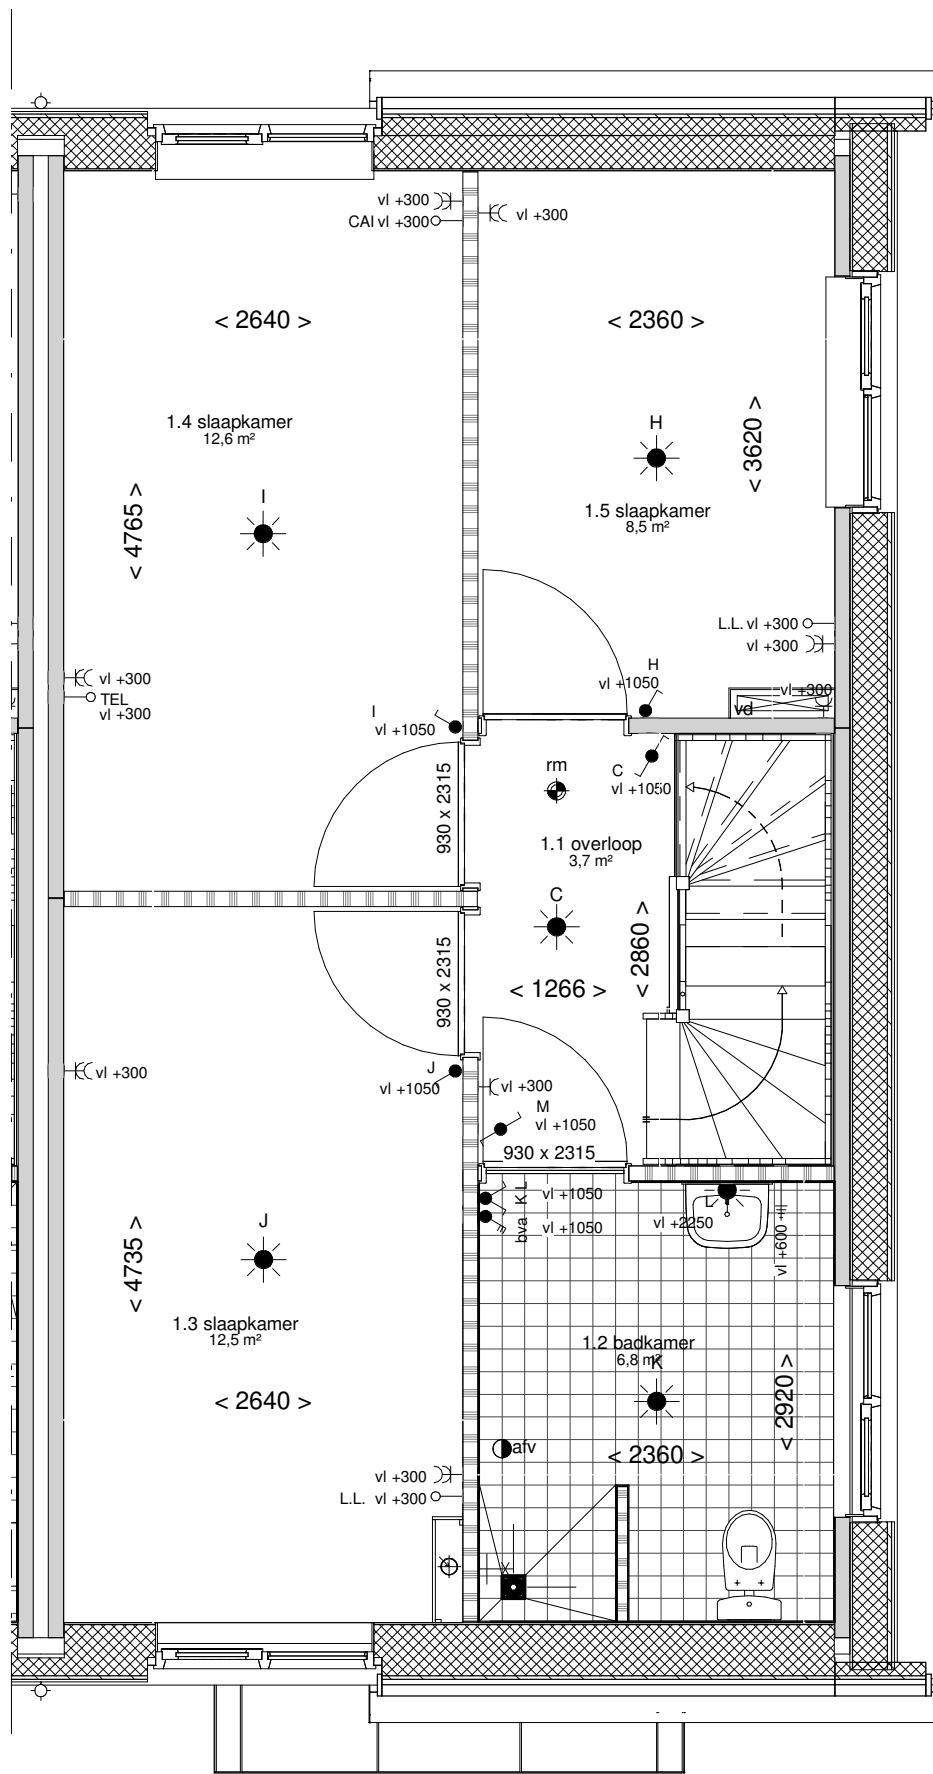 vl +300
CAI vl +300
vl +300
< 2640 >
< 2360 >
1.4 slaapkamer
12,6 m²
H
< 3620 >
< 4765 >
I
1.5 slaapkamer
8,5 m²
L.L. vl +300
vl +300
vl +300
TEL
vl +300
H
vl +1050
vl +300
vd
I
vl +1050
930 x 2315
rm
C
vl +1050
1.1 overloop
3,7 m²
C
< 2860 >
930 x 2315
< 1266 >
vl +300
J
vl +1050
vl +300
M
vl +1050
930 x 2315
K L
vl +1050
bva
vl +1050
L
vl +2250
vl +600
< 4735 >
J
1.3 slaapkamer
12,5 m²
1.2 badkamer
6,8 m²
K
< 2920 >
< 2640 >
afv
< 2360 >
vl +300
L.L. vl +300